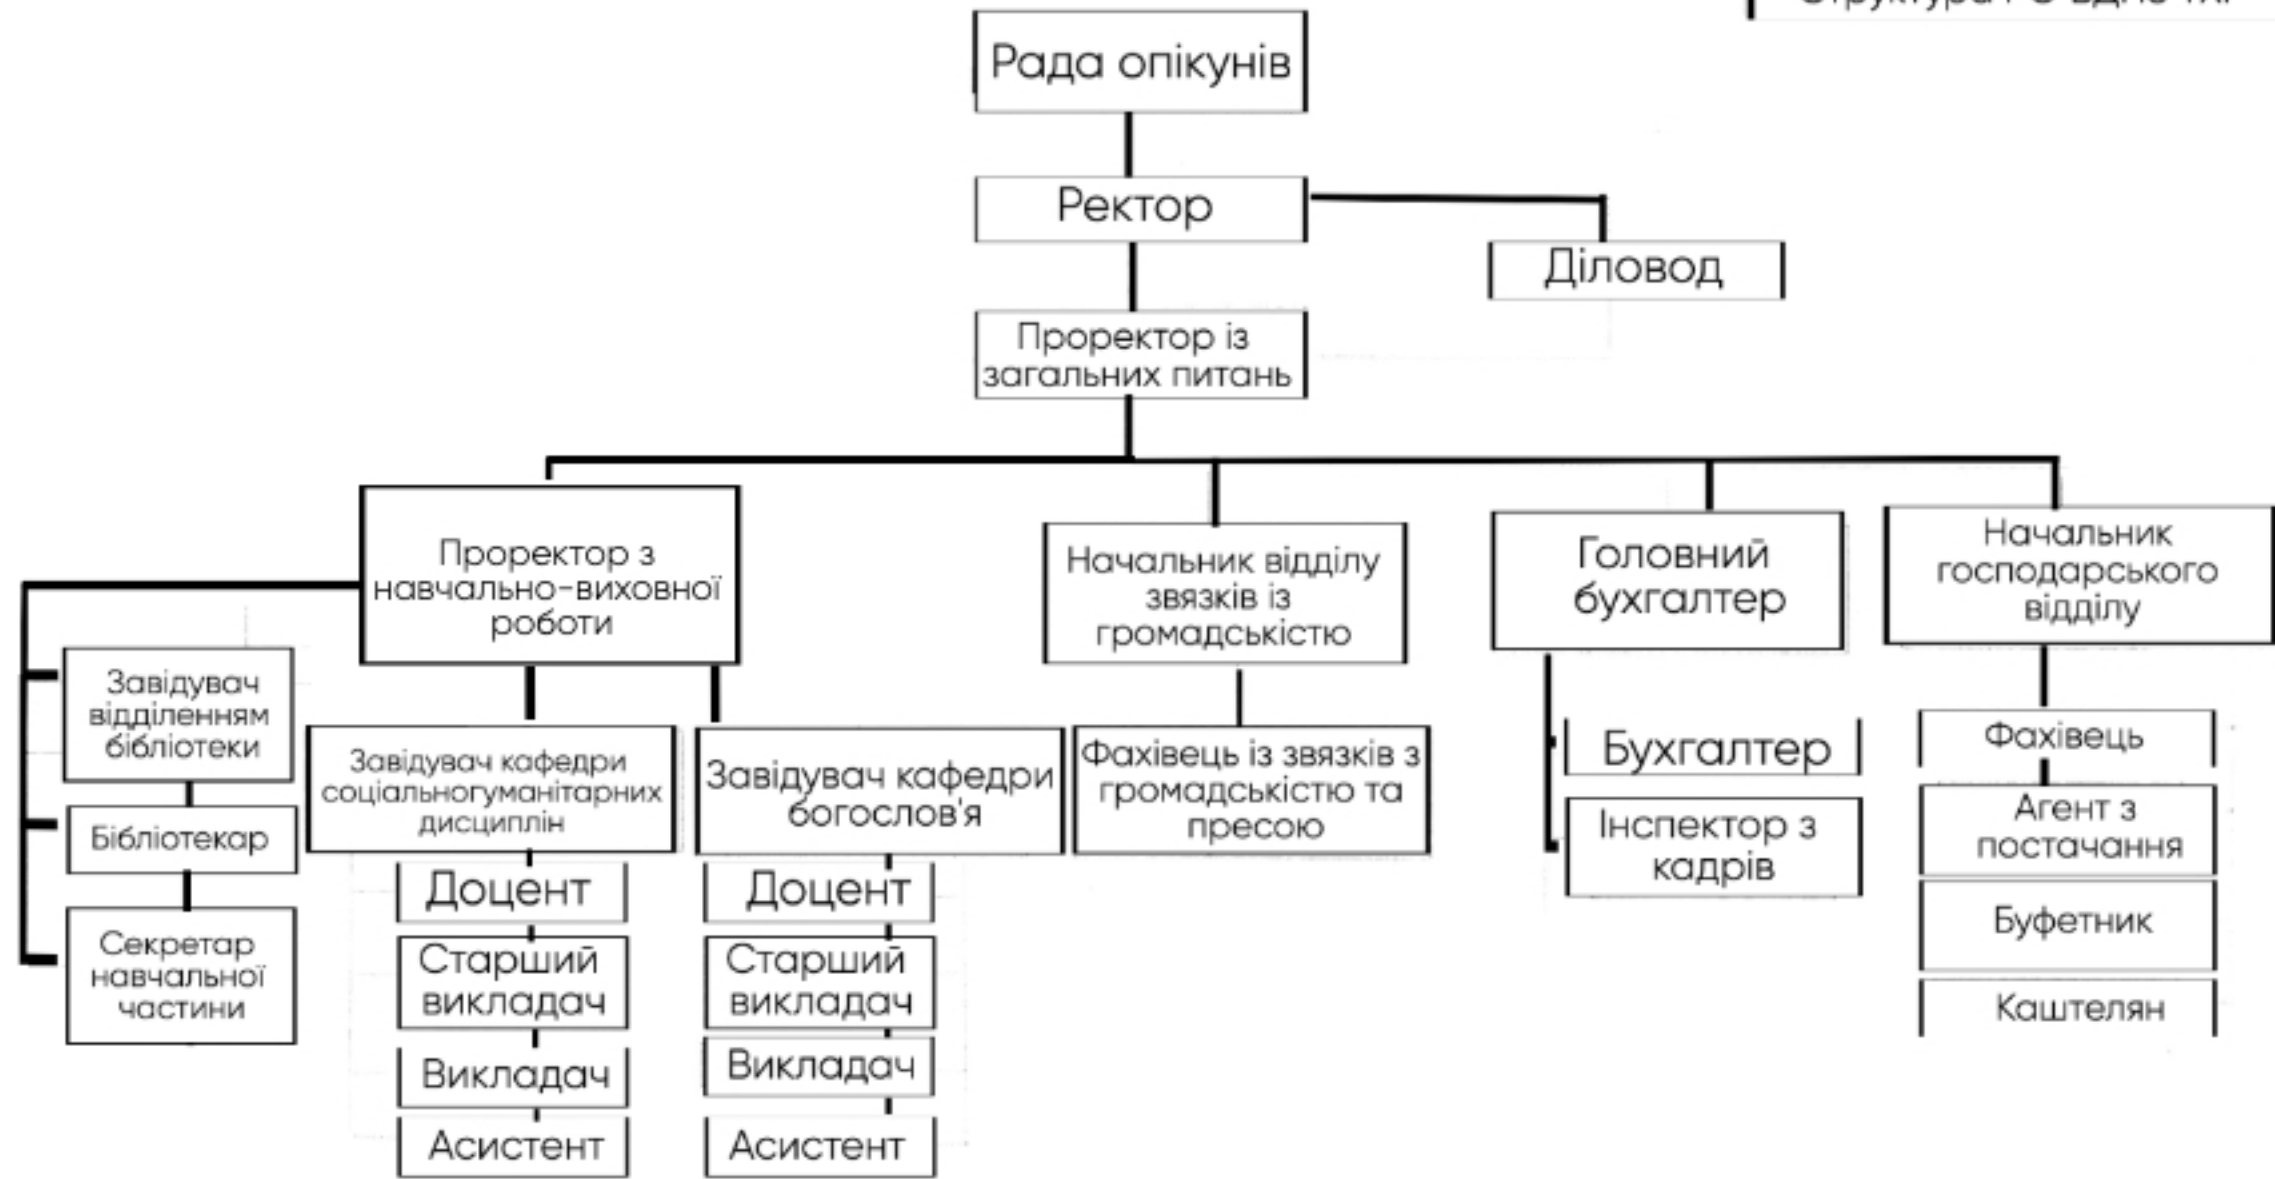 Структура
Рада опікунів
Ректор
Діловод
Проректор із
загальних питань
Проректор з
навчально-виховної
роботи
Начальник відділу
звязків із
громадськістю
Головний
бухгалтер
Начальник
господарського
відділу
Завідувач
відділенням
бібліотеки
Бібліотекар
Секретар
навчальної
частини
Завідувач кафедри
соціальногуманітарних
дисциплін
Доцент
Старший
викладач
Викладач
Асистент
Завідувач кафедри
богослов'я
Доцент
Старший
викладач
Викладач
Асистент
Фахівець із звязків з
громадськістю та
пресою
Бухгалтер
Інспектор з
кадрів
Фахівець
Агент з
постачання
Буфетник
Каштелян